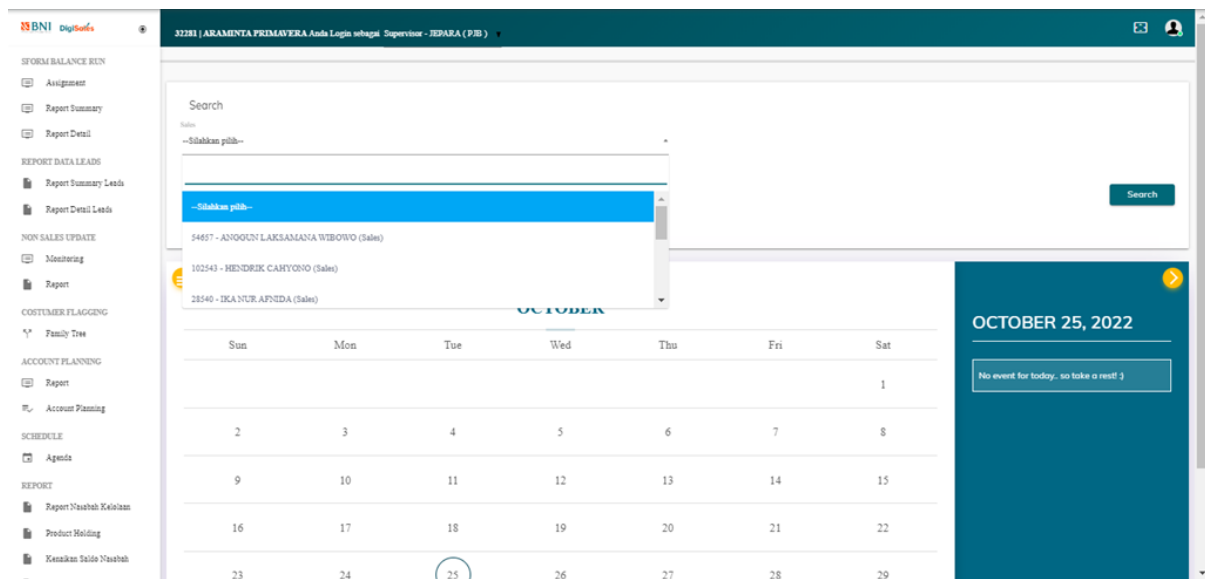 BNI DigiSales
32281 | ARAMINTA PRIMAVERA Anda Login sebagai Supervisor - JEPARA ( PJB )
SFORM BALANCE RUN
Assignment
Report Summary
Report Detail
REPORT DATA LEADS
Report Summary Leads
Report Detail Leads
NON SALES UPDATE
Monitoring
Report
COSTUMER FLAGGING
Family Tree
ACCOUNT PLANNING
Report
Account Planning
SCHEDULE
Agenda
REPORT
Report Nasabah Kelolaan
Product Holding
Kenaikan Saldo Nasabah
Search
Sales
--Silahkan pilih--
--Silahkan pilih--
54657 - ANGGUN LAKSAMANA WIBOWO (Sales)
102543 - HENDRIK CAHYONO (Sales)
28540 - IKA NUR AFNIDA (Sales)
Search
OCTOBER
Sun Mon Tue Wed Thu Fri Sat
1
2 3 4 5 6 7 8
9 10 11 12 13 14 15
16 17 18 19 20 21 22
23 24 25 26 27 28 29
OCTOBER 25, 2022
No event for today.. so take a rest! :)